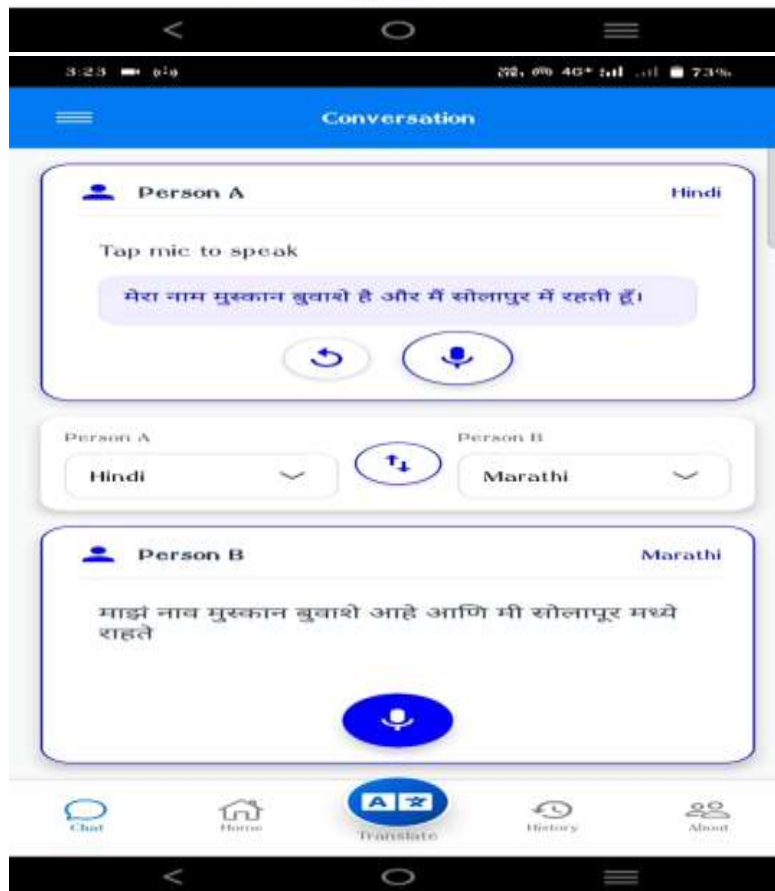 3:23 4G+ 73%
Conversation
Person A Hindi
Tap mic to speak
मेरा नाम मुस्कान बुवाशे है और मैं सोलापुर में रहती हूँ।
Person A Person B
Hindi Marathi
Person B Marathi
माझं नाव मुस्कान बुवाशे आहे आणि मी सोलापूर मध्ये
राहते
A
Chat Home Translate History About